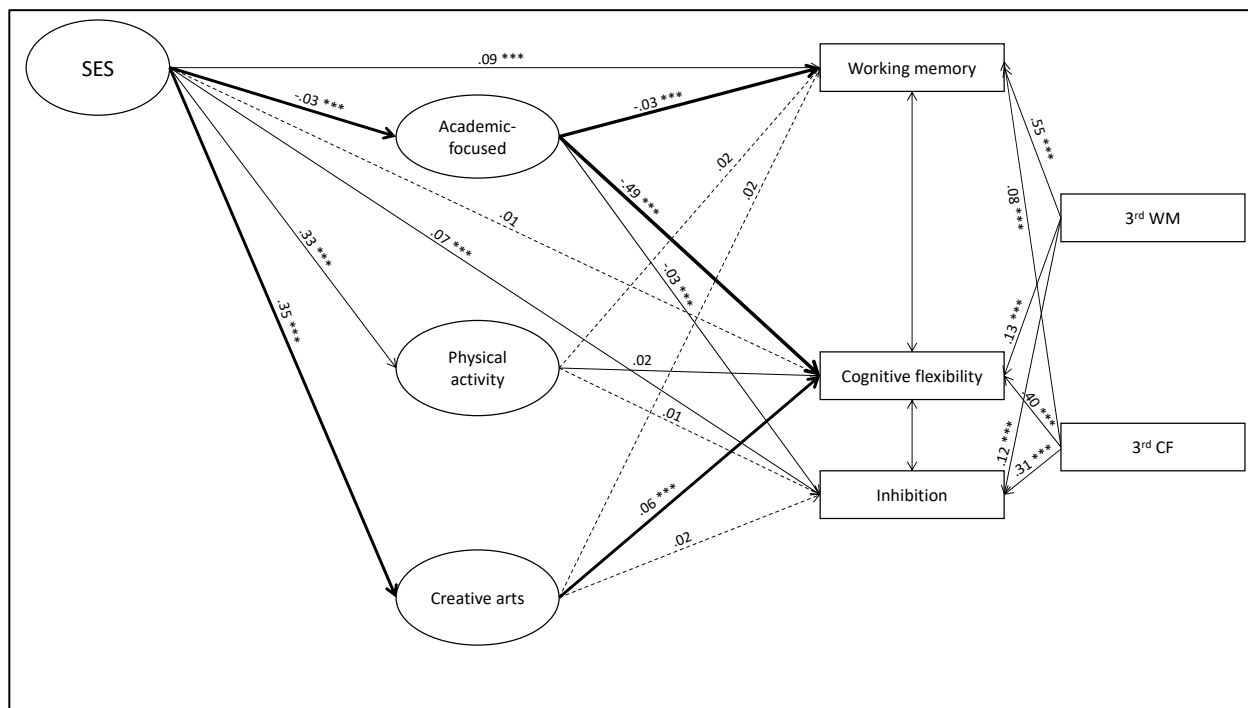 SES
Working memory
.09 ***
-.03 ***
-.03 ***
Academic-
focused
.02
.02
.55 ***
.08 ***
3rd WM
-.49 ***
.01
.07 ***
-.03 ***
.33 ***
.35 ***
.13 ***
Physical
activity
.02
Cognitive flexibility
.01
.40 ***
.12 ***
.31 ***
3rd CF
.06 ***
Inhibition
.02
Creative arts